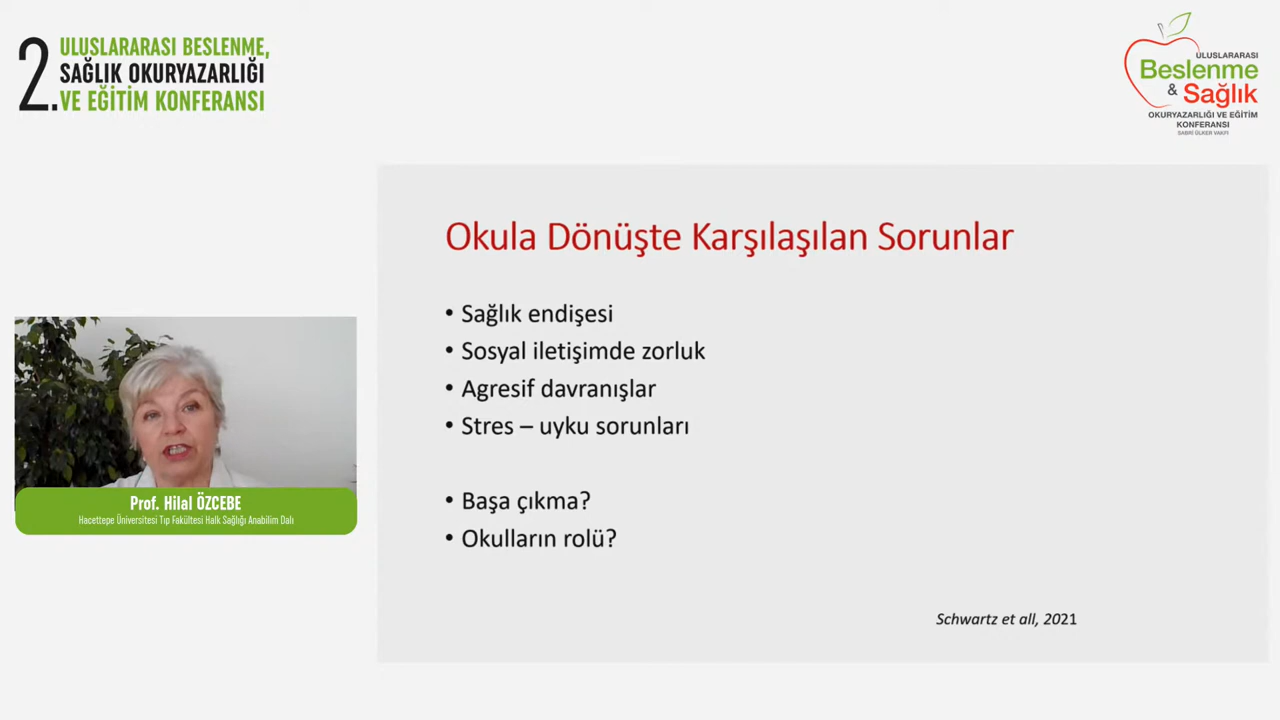 2.
ULUSLARARASI BESLENME,
SAĞLIK OKURYAZARLIĞI
VE EĞİTİM KONFERANSI
ULUSLARARASI
Beslenme
& Sağlık
OKURYAZARLIĞI VE EĞİTİM
KONFERANSI
SABRİ ÜLKER VAKFI
Okula Dönüşte Karşılaşılan Sorunlar
• Sağlık endişesi
• Sosyal iletişimde zorluk
• Agresif davranışlar
• Stres – uyku sorunları
• Başa çıkma?
• Okulların rolü?
Schwartz et all, 2021
Prof. Hilal ÖZCEBE
Hacettepe Üniversitesi Tıp Fakültesi Halk Sağlığı Anabilim Dalı